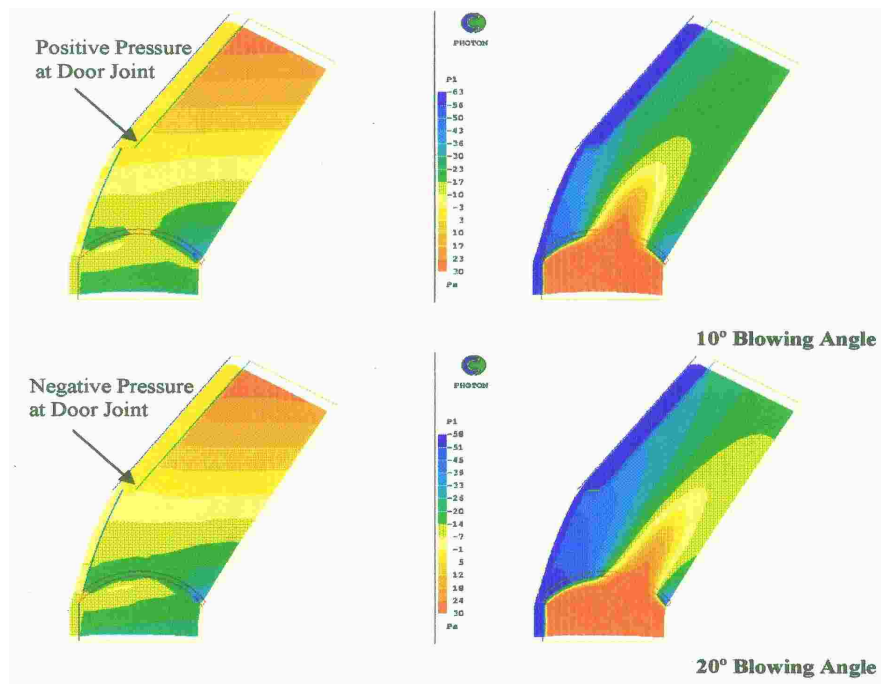 Positive Pressure
at Door Joint
PHOTON
P1
-63
-56
-50
-43
-36
-30
-23
-17
-10
-3
3
10
17
23
30
Pa
10º Blowing Angle
Negative Pressure
at Door Joint
PHOTON
P1
-58
-51
-45
-39
-33
-26
-20
-14
-7
-1
5
12
18
24
30
Pa
20º Blowing Angle